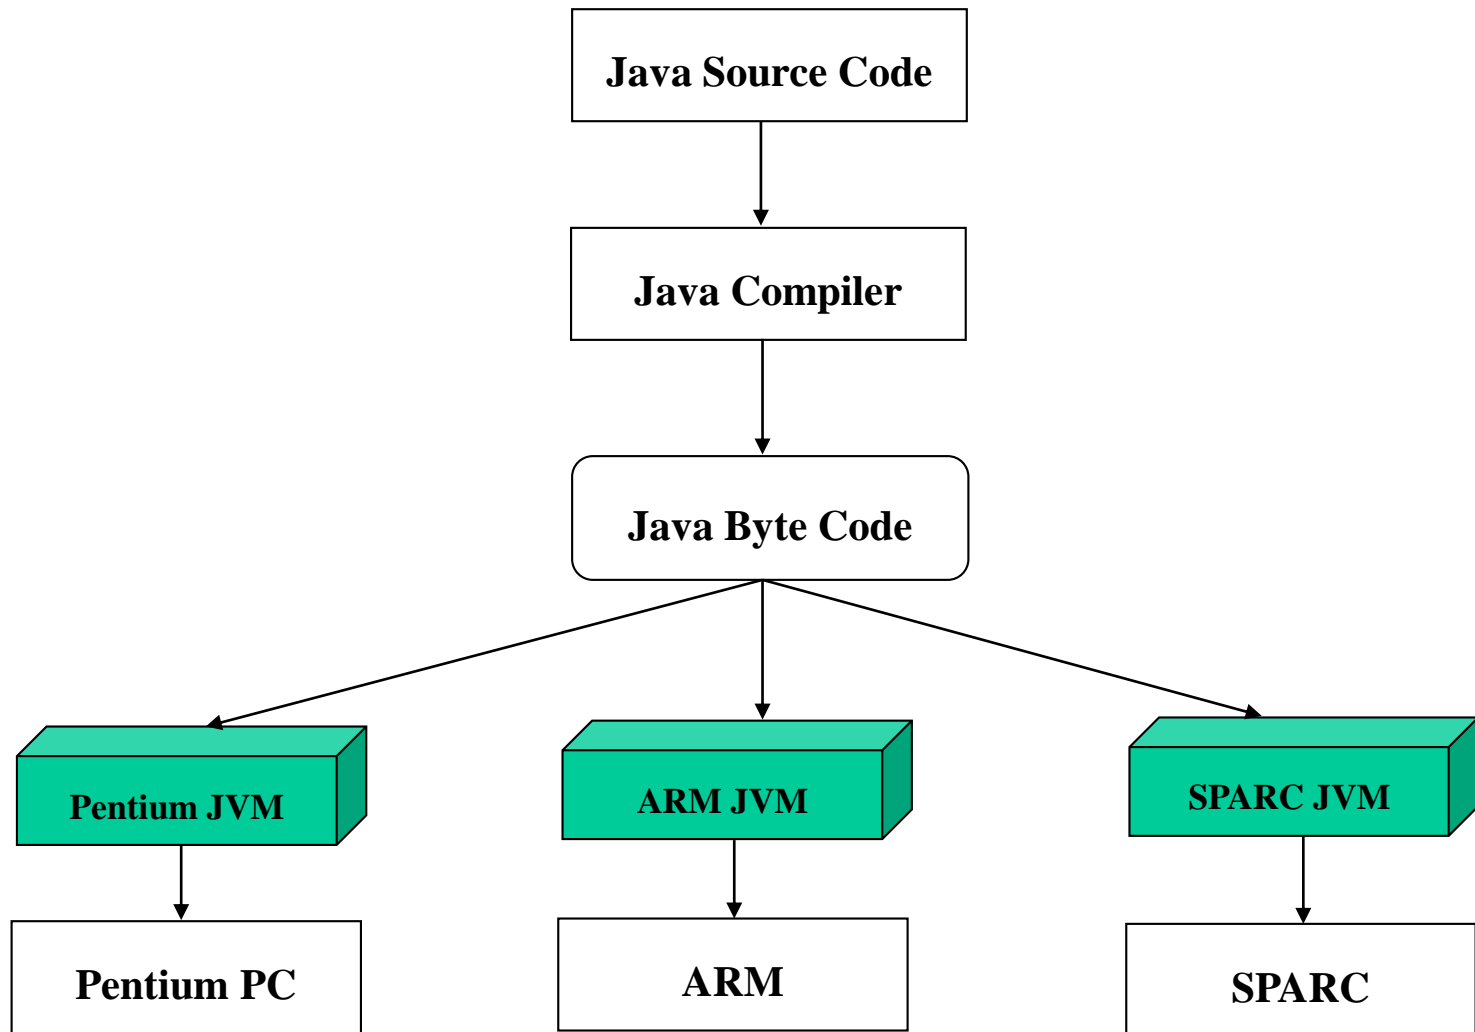 Java Source Code
Java Compiler
Java Byte Code
Pentium JVM
ARM JVM
SPARC JVM
Pentium PC
ARM
SPARC